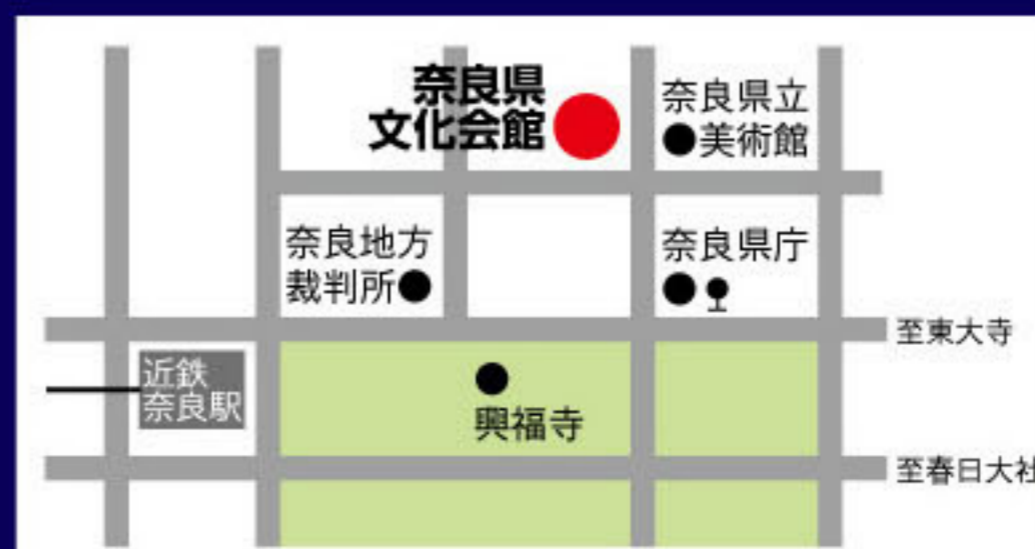 奈良県
文化会館
奈良県立
美術館
奈良地方
裁判所
奈良県庁
至東大寺
近鉄
奈良駅
興福寺
至春日大社